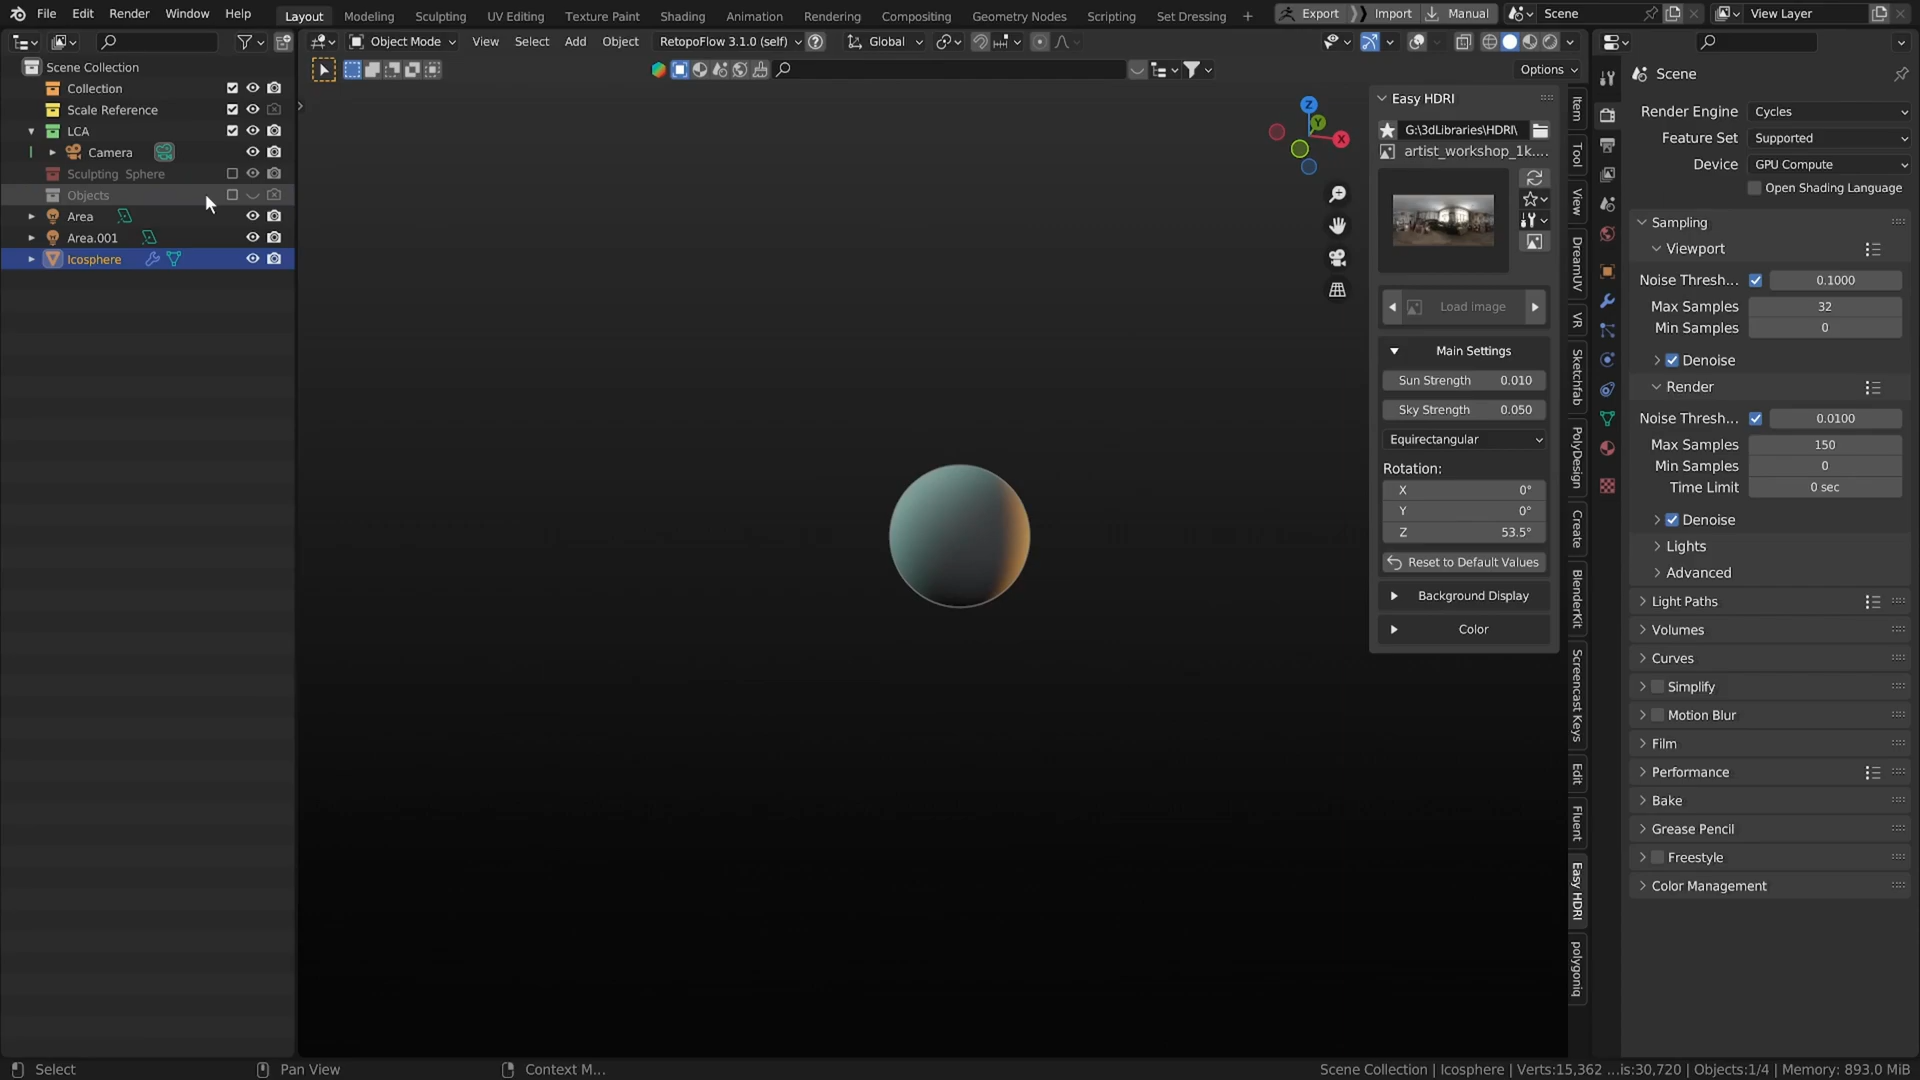 File Edit Render Window Help Layout Modeling Sculpting UV Editing Texture Paint Shading Animation Rendering Compositing Geometry Nodes Scripting Set Dressing + Export Import Manual Scene View Layer
Object Mode View Select Add Object RetopoFlow 3.1.0 (self) Global
Options
Scene Collection
Collection
Scale Reference
LCA
Camera
Sculpting Sphere
Objects
Area
Area.001
Icosphere
Z
Y
X
Easy HDRI
G:\3dLibraries\HDRI\
artist_workshop_1k....
Load image
Main Settings
Sun Strength 0.010
Sky Strength 0.050
Equirectangular
Rotation:
X 0°
Y 0°
Z 53.5°
Reset to Default Values
Background Display
Color
Item
Tool
View
DreamUV
VR
Sketchfab
PolyDesign
Create
BlenderKit
Screencast Keys
Edit
Fluent
Easy HDRI
polygoniq
Scene
Render Engine Cycles
Feature Set Supported
Device GPU Compute
Open Shading Language
Sampling
Viewport
Noise Thresh... 0.1000
Max Samples 32
Min Samples 0
Denoise
Render
Noise Thresh... 0.0100
Max Samples 150
Min Samples 0
Time Limit 0 sec
Denoise
Lights
Advanced
Light Paths
Volumes
Curves
Simplify
Motion Blur
Film
Performance
Bake
Grease Pencil
Freestyle
Color Management
Select Pan View Context M... Scene Collection | Icosphere | Verts:15,362 ...is:30,720 | Objects:1/4 | Memory: 893.0 MiB